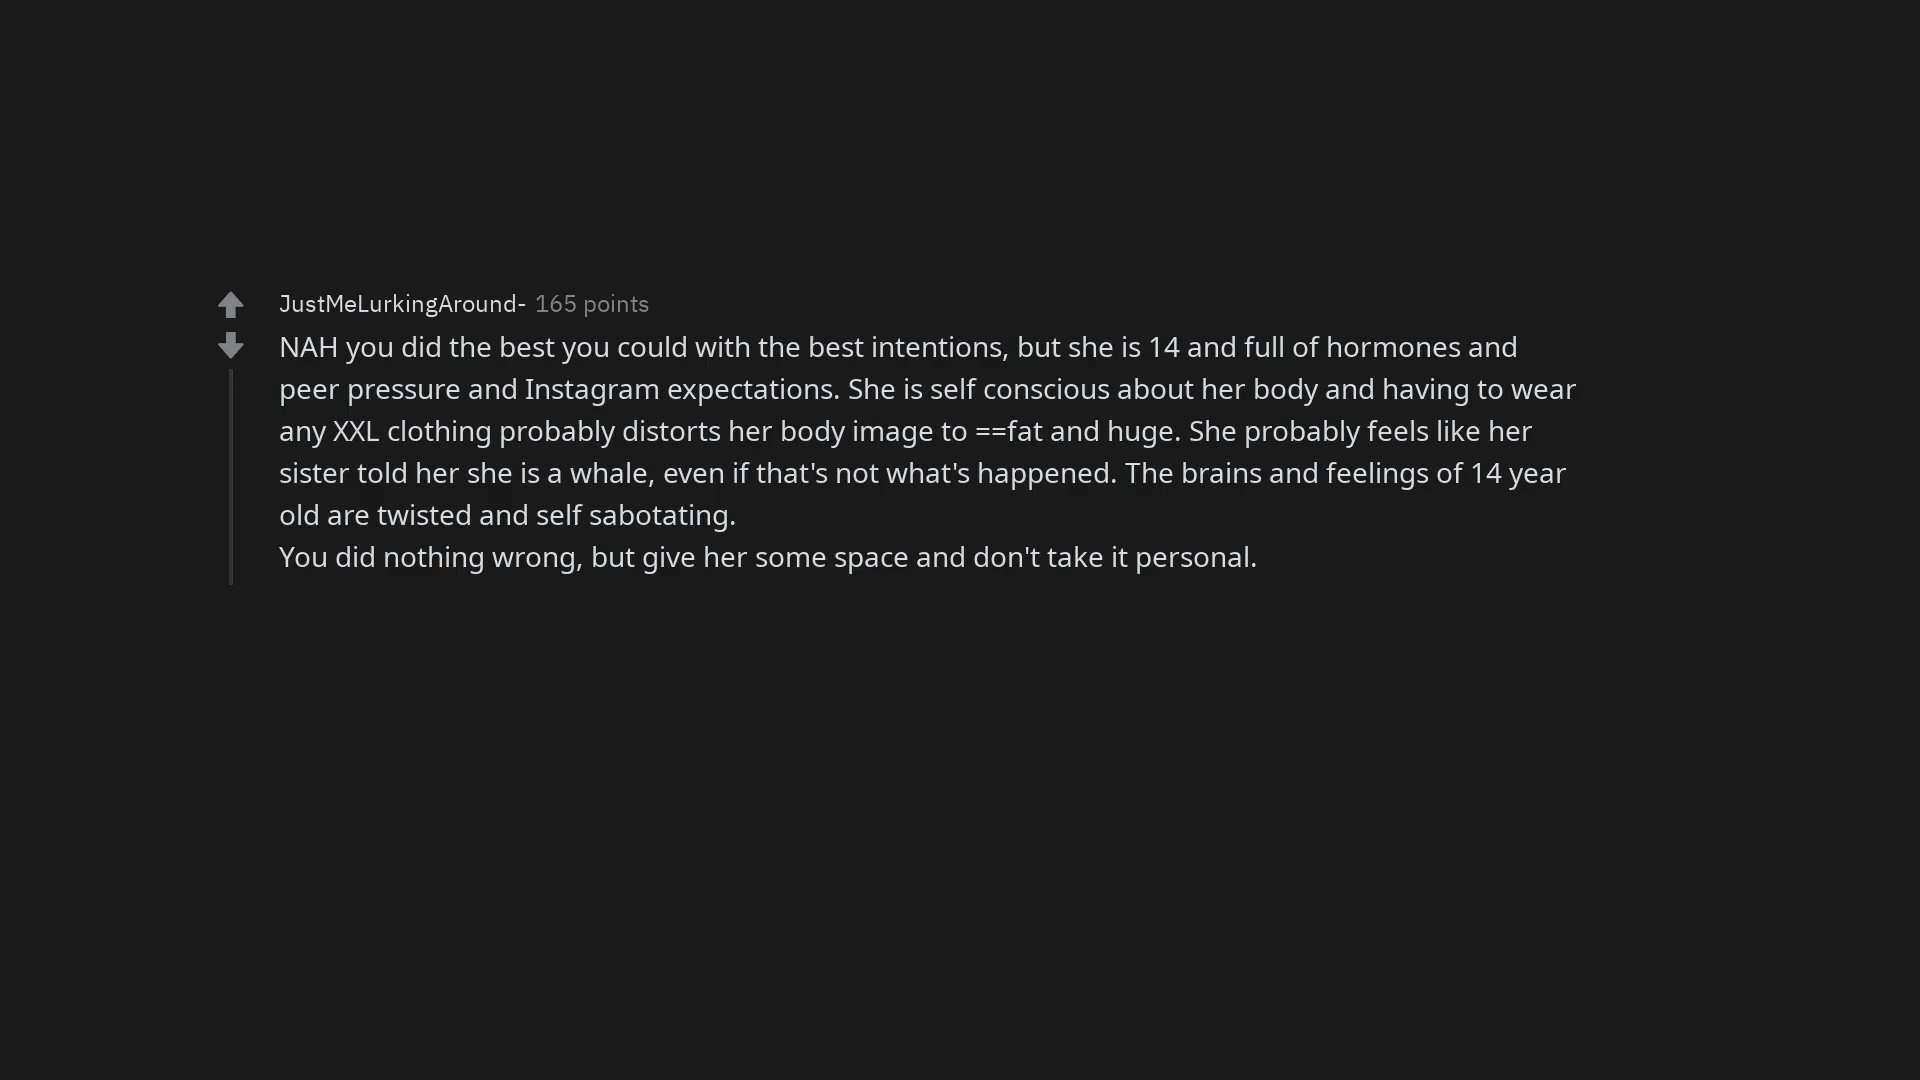 JustMeLurkingAround- 165 points
NAH you did the best you could with the best intentions, but she is 14 and full of hormones and
peer pressure and Instagram expectations. She is self conscious about her body and having to wear
any XXL clothing probably distorts her body image to ==fat and huge. She probably feels like her
sister told her she is a whale, even if that's not what's happened. The brains and feelings of 14 year
old are twisted and self sabotating.
You did nothing wrong, but give her some space and don't take it personal.